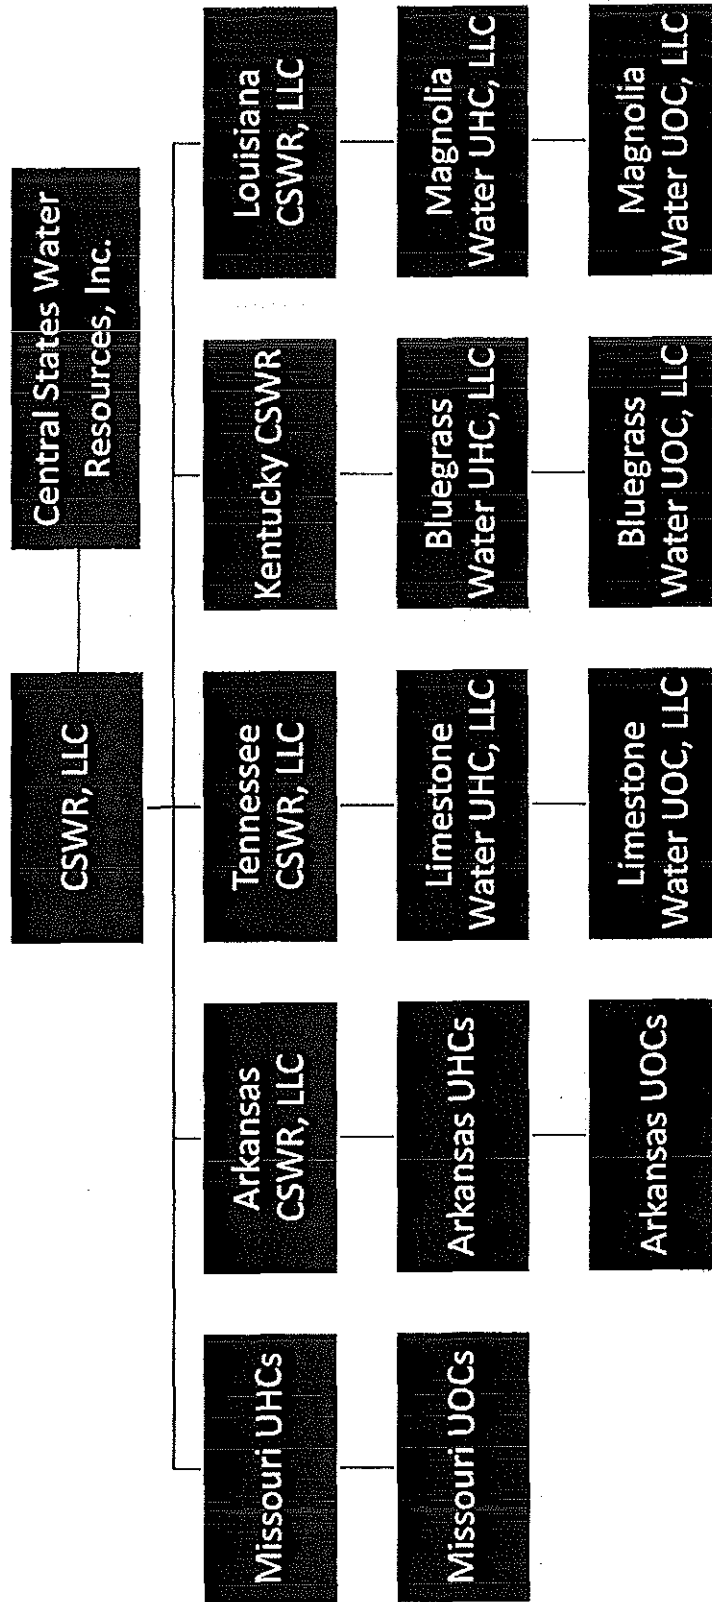 CSWR, LLC
Central States Water
Resources, Inc.
Missouri UHCs
Arkansas
CSWR, LLC
Tennessee
CSWR, LLC
Kentucky CSWR
Louisiana
CSWR, LLC
Missouri UOCs
Arkansas UHCs
Limestone
Water UHC, LLC
Bluegrass
Water UHC, LLC
Magnolia
Water UHC, LLC
Arkansas UOCs
Limestone
Water UOC, LLC
Bluegrass
Water UOC, LLC
Magnolia
Water UOC, LLC